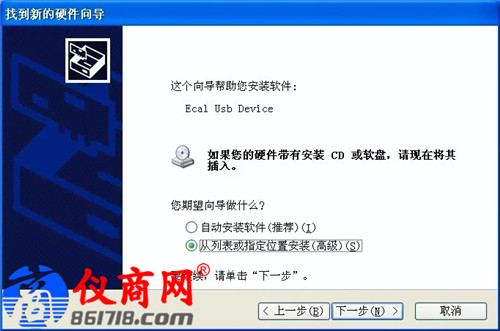 找到新的硬件向导
这个向导帮助您安装软件:
Ecal Usb Device
如果您的硬件带有安装 CD 或软盘,请现在将其
插入。
您期望向导做什么?
自动安装软件(推荐)(I)
从列表或指定位置安装(高级)(S)
续,请单击“下一步”。
仪商网®
861718.com
< 上一步(B)
下一步(N) >
取消